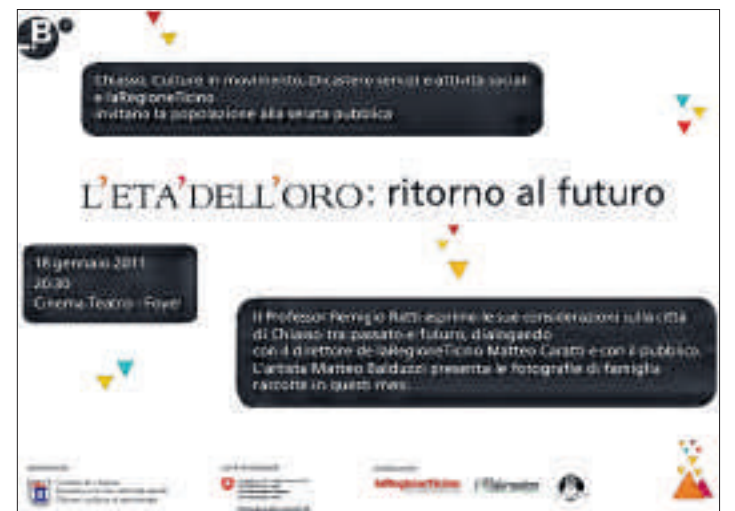 B
Chiasso, Culture in movimento, Dicastero servizi e attività sociali
e laRegioneTicino
invitano la popolazione alla serata pubblica
L'ETA'DELL'ORO: ritorno al futuro
18 gennaio 2011
20:30
Cinema Teatro - Foyer
Il Professor Remigio Ratti esprime le sue considerazioni sulla città
di Chiasso tra passato e futuro, dialogando
con il direttore de laRegioneTicino Matteo Caratti e con il pubblico.
L'artista Matteo Balduzzi presenta le fotografie di famiglia
raccolte in questi mesi.
laRegioneTicino